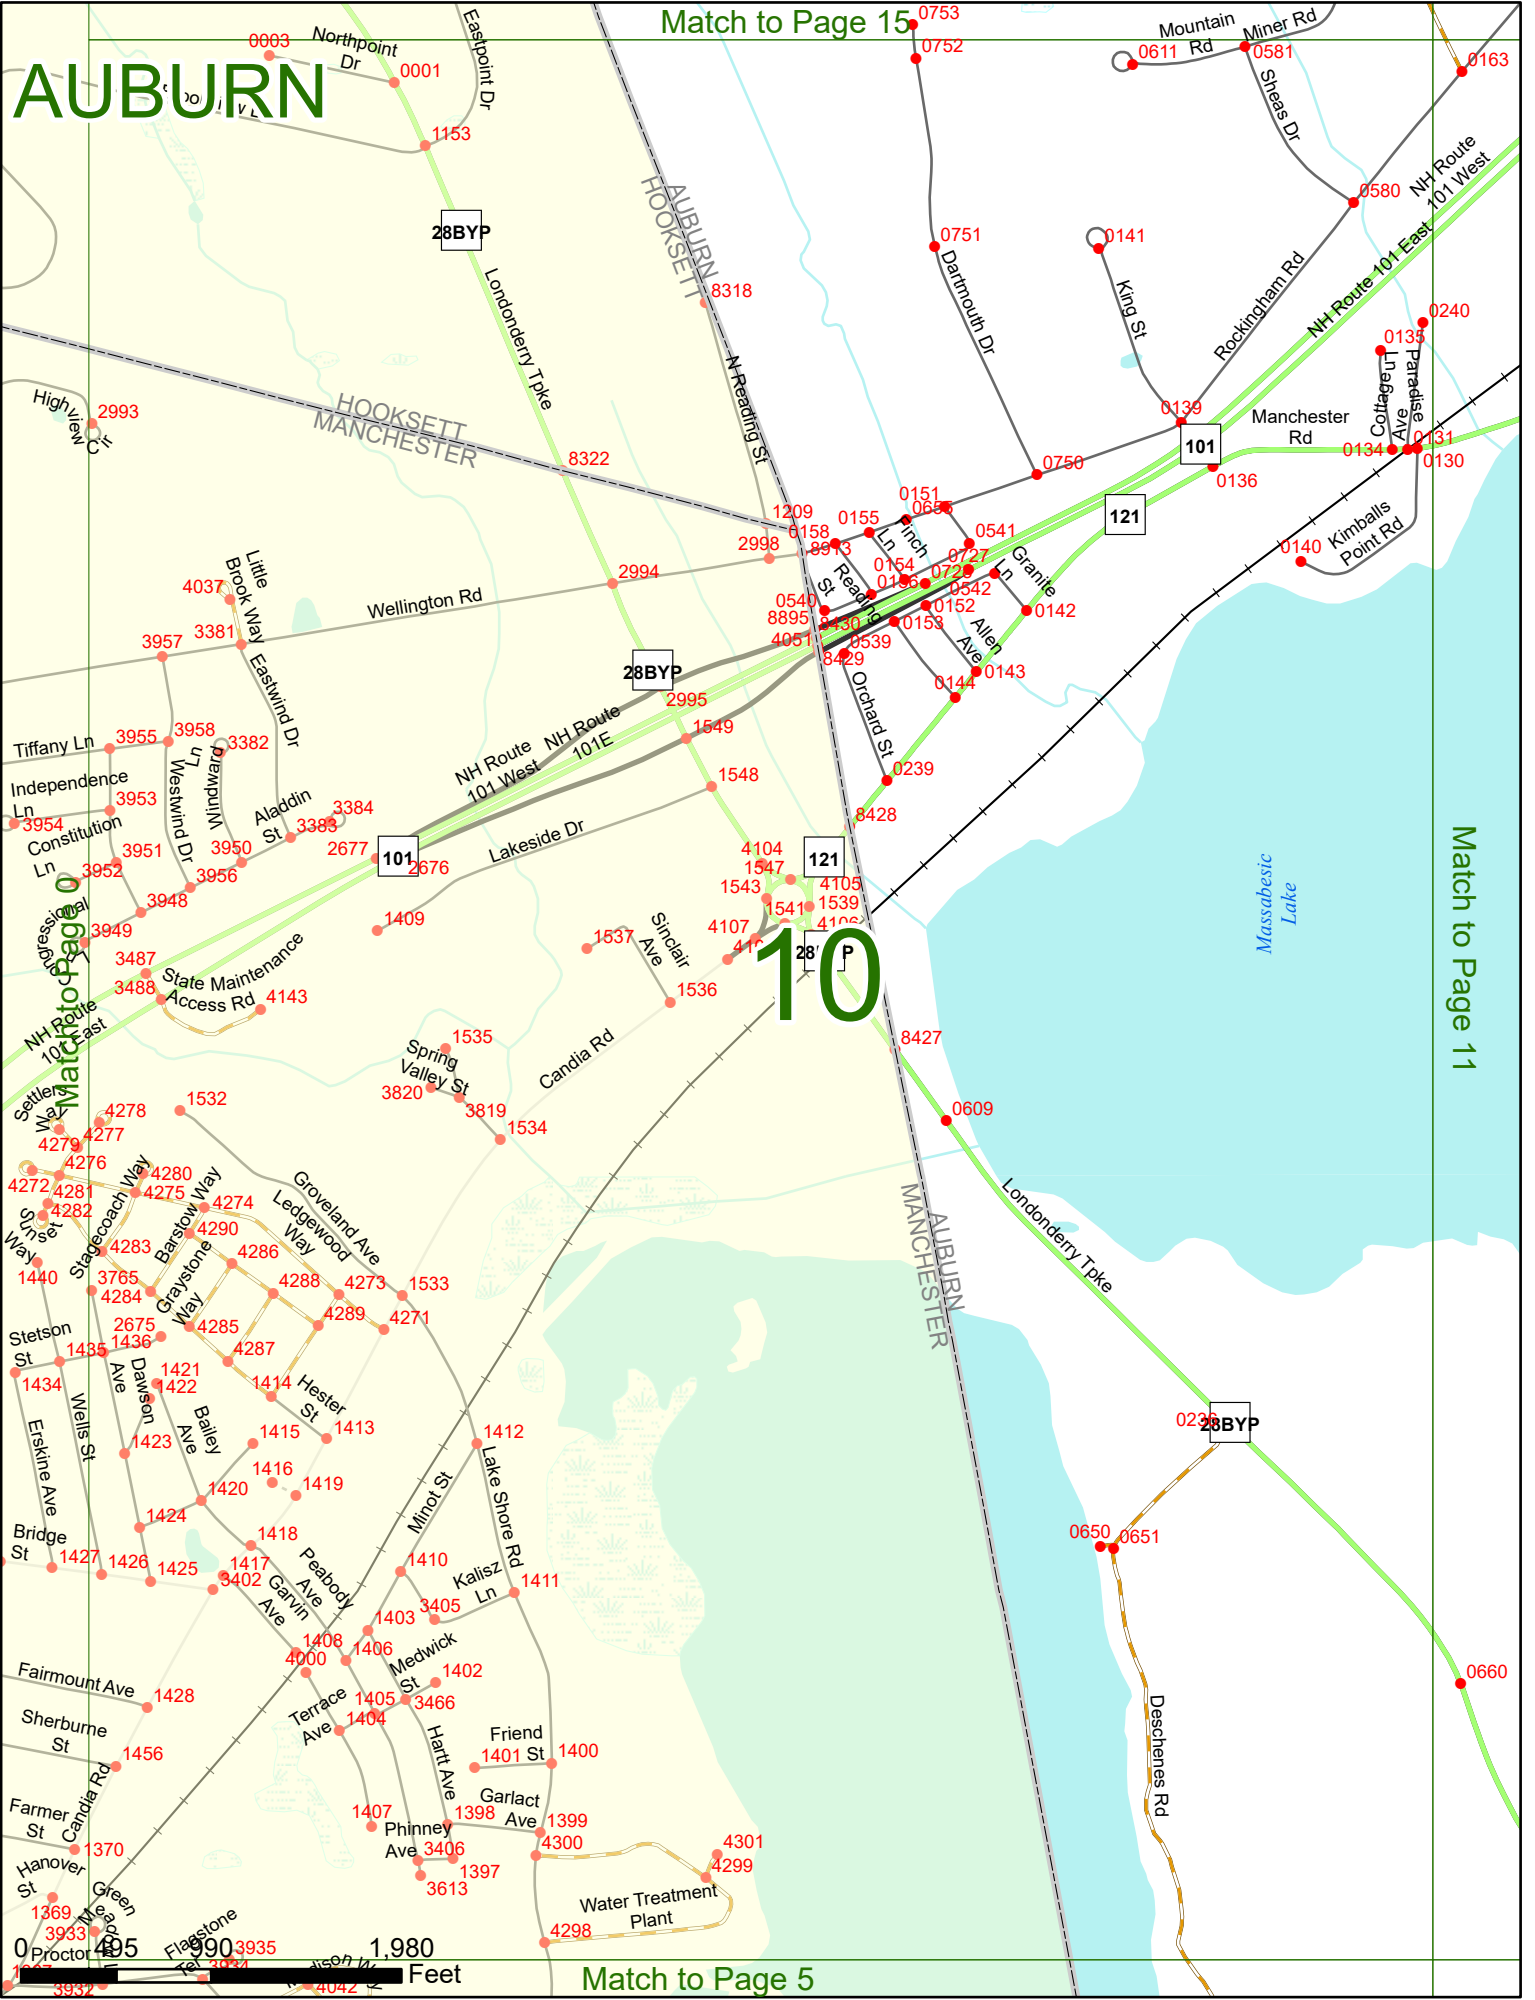 Match to Page 15
AUBURN
0003
Northpoint
Dr
0001
Eastpoint Dr
1153
0753
0752
Mountain
Rd
Miner Rd
0611
0581
0163
Sheas Dr
0580
NH Route
101 West
28BYP
AUBURN
HOOKSETT
8318
0751
0141
Dartmouth Dr
King St
Rockingham Rd
NH Route 101 East
0240
0135
Cottage Ln
Paradise
Ave
Londonderry Tpke
N Reading St
Highview
Cir
2993
HOOKSETT
MANCHESTER
8322
0139
101
Manchester
Rd
0134
0131
0130
0136
0750
121
0151
0155
0158
8913
1209
2998
Finch
Ln
0541
0727
0154
0542
Granite
Ln
Kimballs
Point Rd
0140
Little
Brook Way
4037
2994
Wellington Rd
3381
3957
Reading
St
0540
8895
8430
4051
8429
0539
0152
0153
0142
Allen
Ave
0143
0144
28BYP
2995
Eastwind Dr
Orchard St
0239
Tiffany Ln
3955
3958
3382
Windward
Ln
Westwind Dr
NH Route
101E
NH Route
101 West
1549
1548
Independence
Ln
3953
3954
Constitution
Ln
3951
3952
Aladdin
St
3384
3383
3950
3956
3948
3949
2677
101
2676
Lakeside Dr
8428
121
4104
1547
1543
4105
1539
1541
4107
Massabesic
Lake
Match to Page 11
Match to Page 0
1409
1537
Sinclair
Ave
1536
10
3487
3488
State Maintenance
Access Rd
4143
NH Route
101 East
Candia Rd
8427
1535
Spring
Valley St
3820
3819
1534
0609
Settlers
Way
4278
4277
4279
4276
1532
4272
4281
4282
Sunset
Way
Stagecoach Way
4280
4275
Barstow Way
4274
4290
4283
Graystone
Way
4286
Groveland Ave
Ledgewood
Way
AUBURN
MANCHESTER
Londonderry Tpke
1440
3765
4284
4288
4273
1533
4289
4271
2675
4285
Stetson
St
1435
1436
1434
4287
Dawson
Ave
1421
1422
1414
Hester
St
1413
28BYP
Wells St
Erskine Ave
1423
Bailey
Ave
1415
1416
1419
1412
Minot St
Lake Shore Rd
1420
1424
1418
Bridge
St
1427
1426
1425
1417
3402
Peabody
Ave
Garvin
Ave
1410
Kalisz
Ln
1411
3405
1403
0650
0651
1408
4000
1406
Medwick
St
1402
0660
Fairmount Ave
1428
Terrace
Ave
1405
3466
1404
Sherburne
St
1456
Candia Rd
Hartt Ave
Friend
St
1401
1400
Deschenes Rd
Farmer
St
1370
1407
Phinney
Ave
1398
Garlact
Ave
1399
4300
4301
3406
1397
4299
3613
Hanover
St
1369
Green
3933
Water Treatment
Plant
4298
Flagstone
Ter
3935
0
495
990
1,980
Feet
Proctor
3932
4042
Match to Page 5